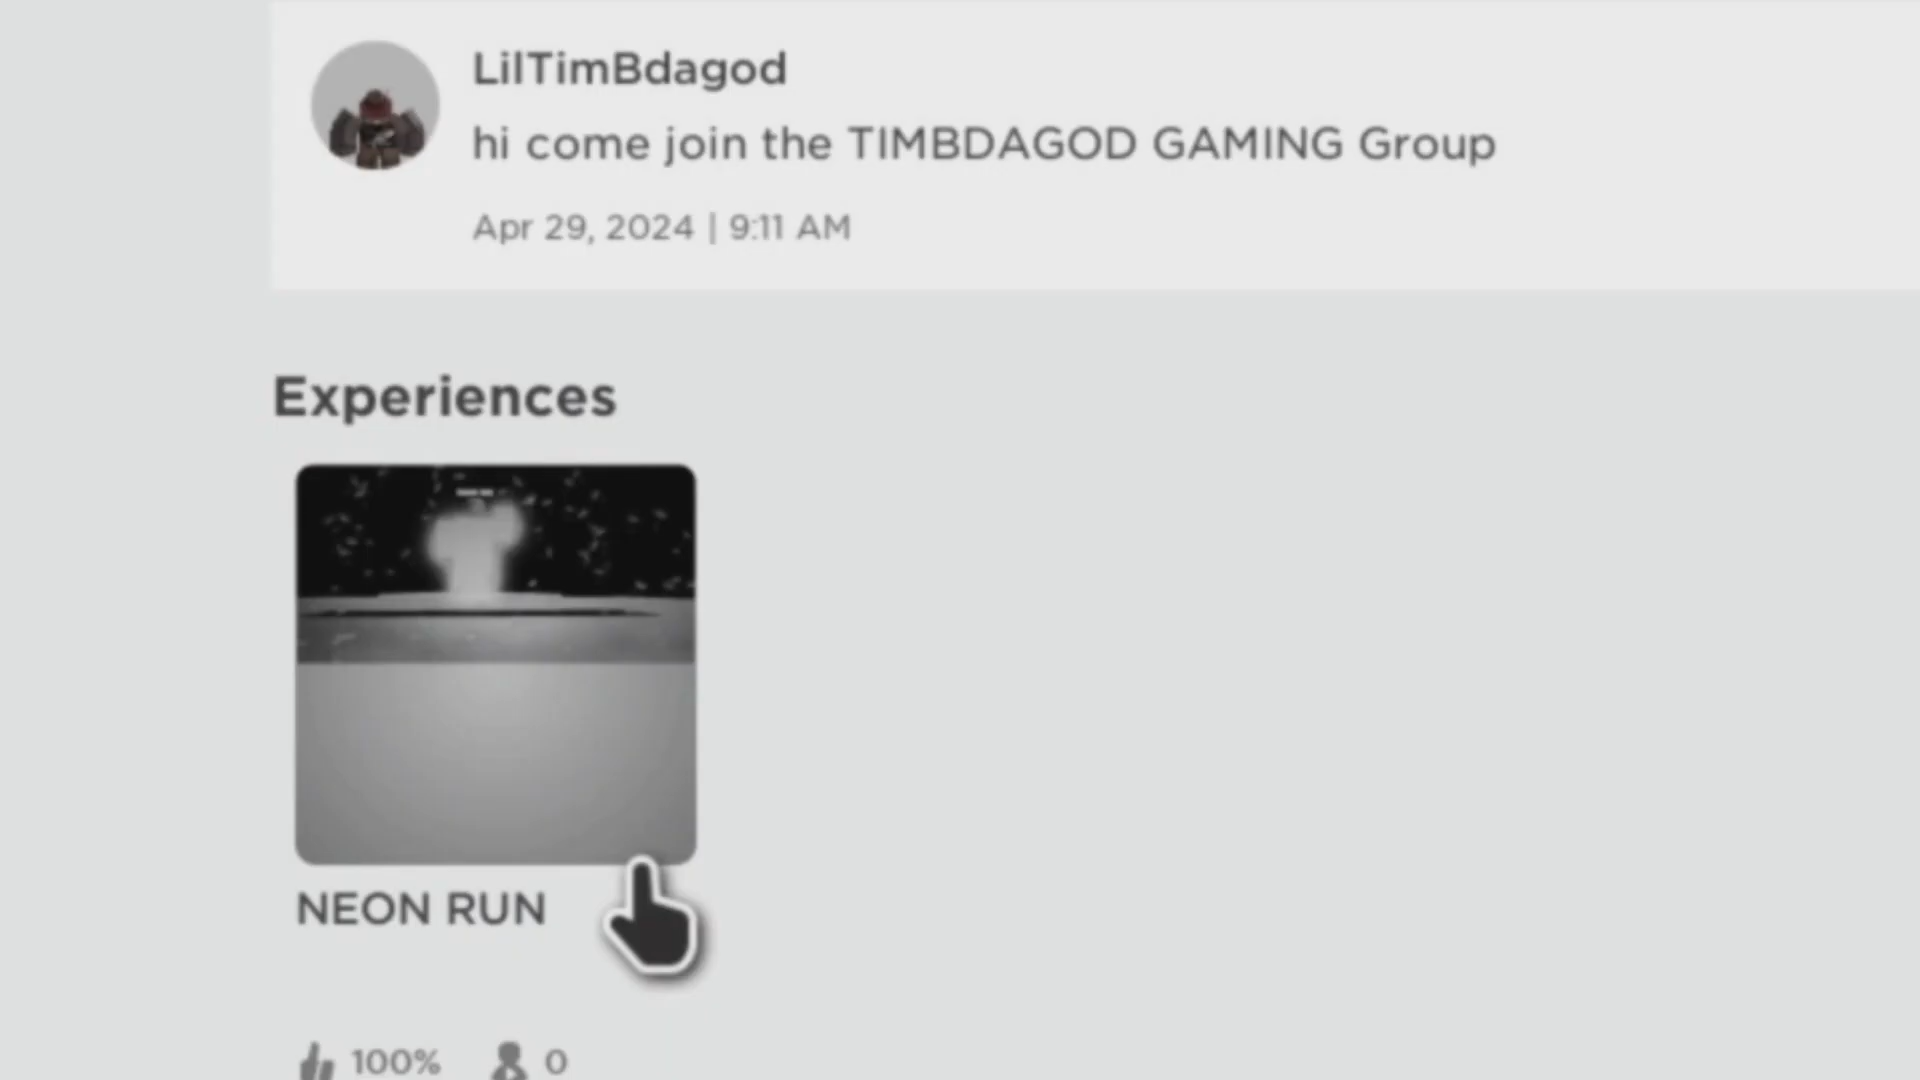 LilTimBdagod
hi come join the TIMBDAGOD GAMING Group
Apr 29, 2024 | 9:11 AM
Experiences
NEON RUN
100% 0